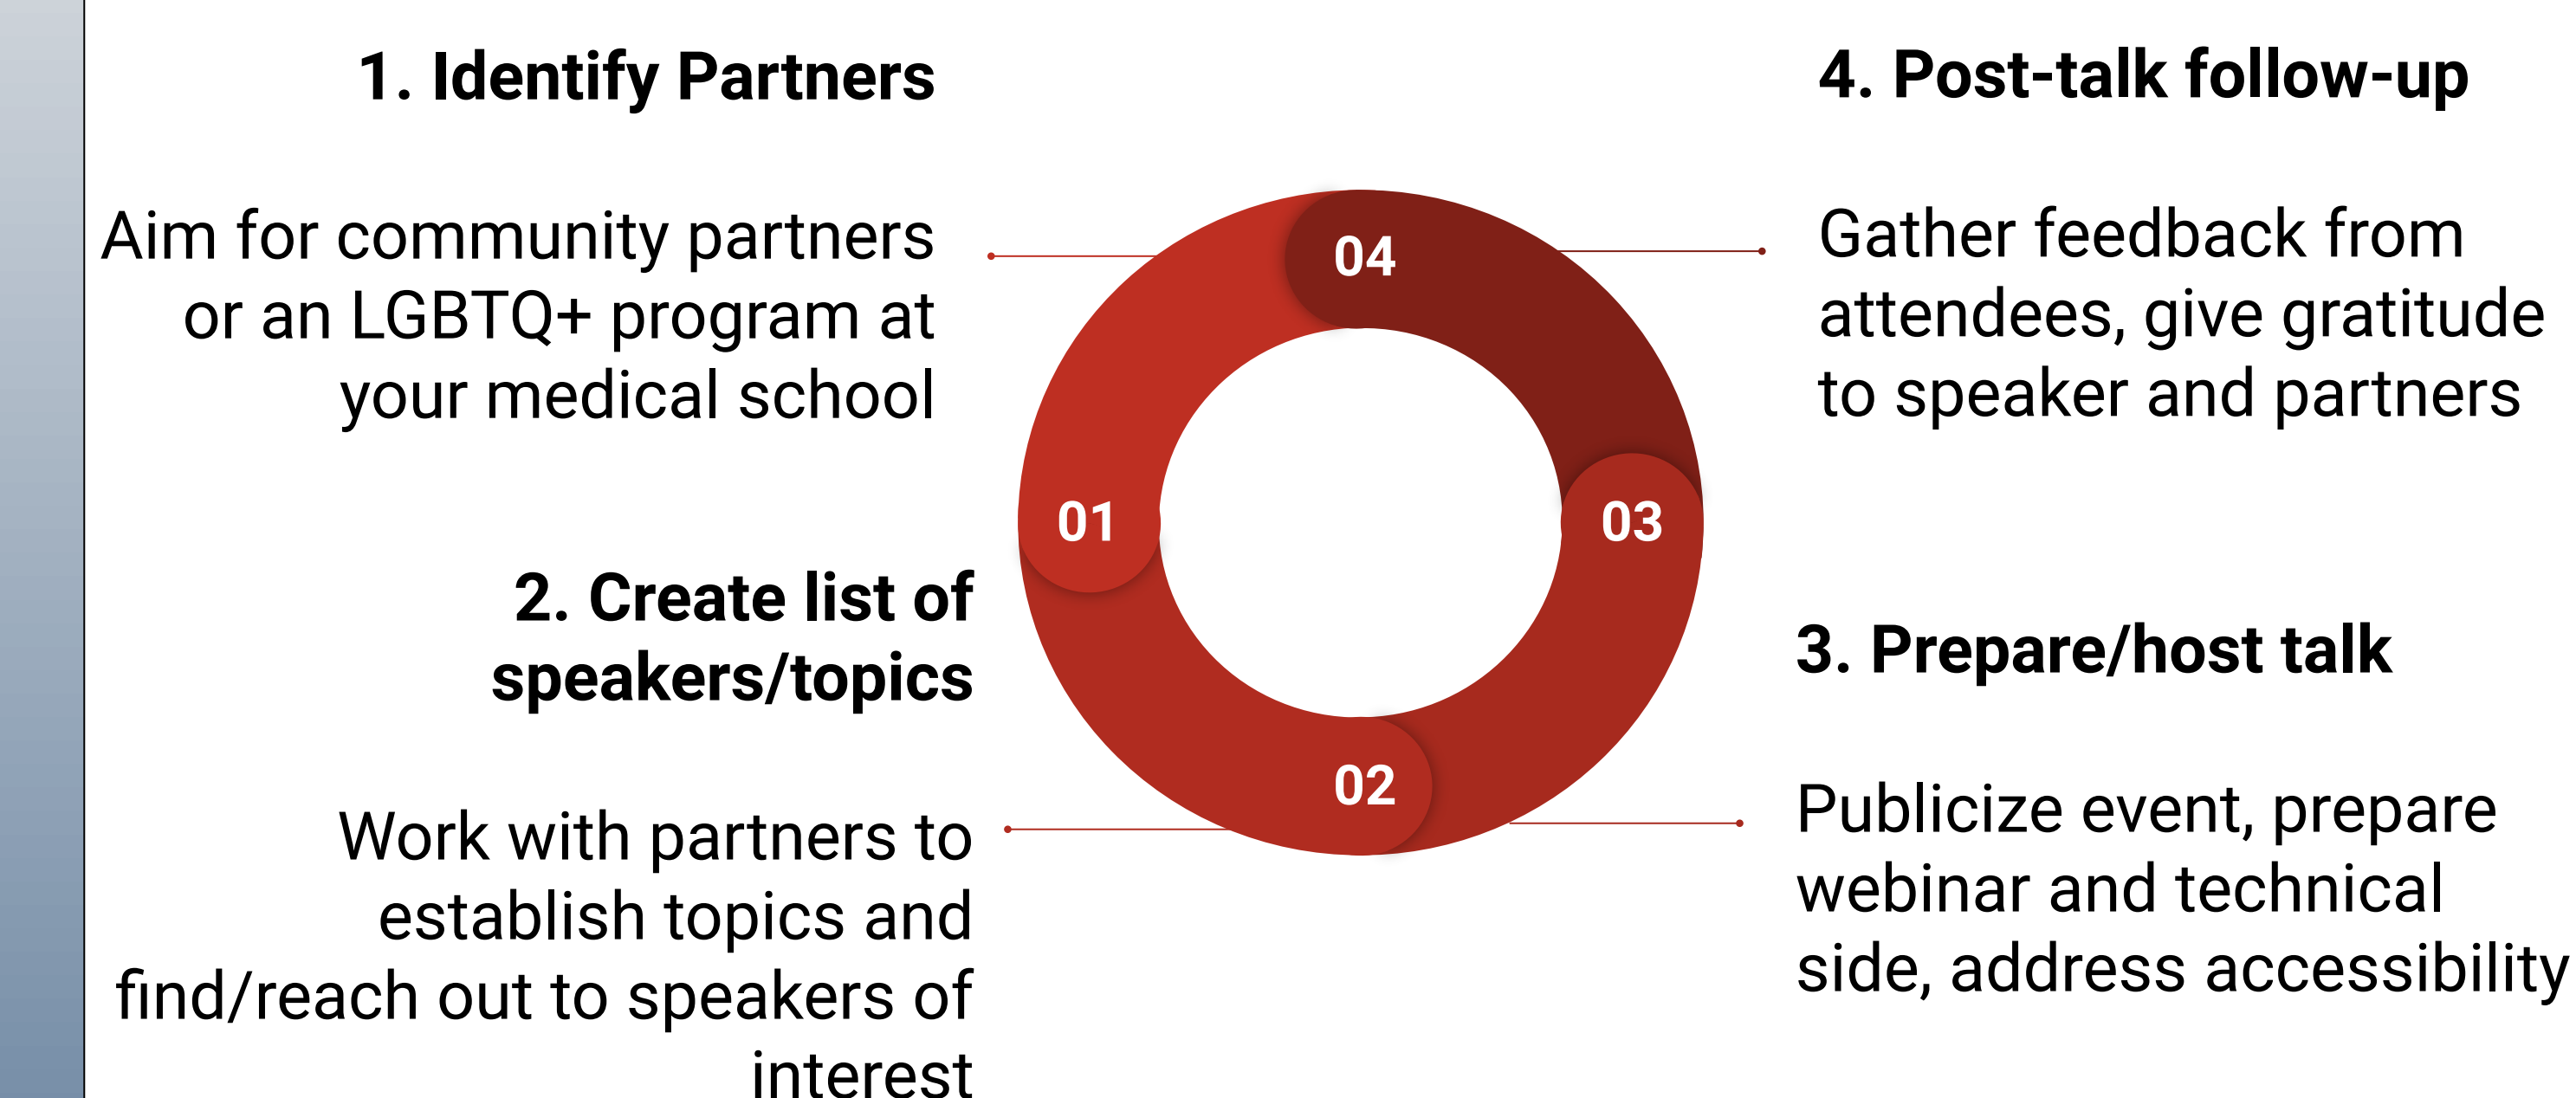 1. Identify Partners
Aim for community partners
or an LGBTQ+ program at
your medical school
2. Create list of
speakers/topics
Work with partners to
establish topics and
find/reach out to speakers of
interest
04
01
03
02
4. Post-talk follow-up
Gather feedback from
attendees, give gratitude
to speaker and partners
3. Prepare/host talk
Publicize event, prepare
webinar and technical
side, address accessibility